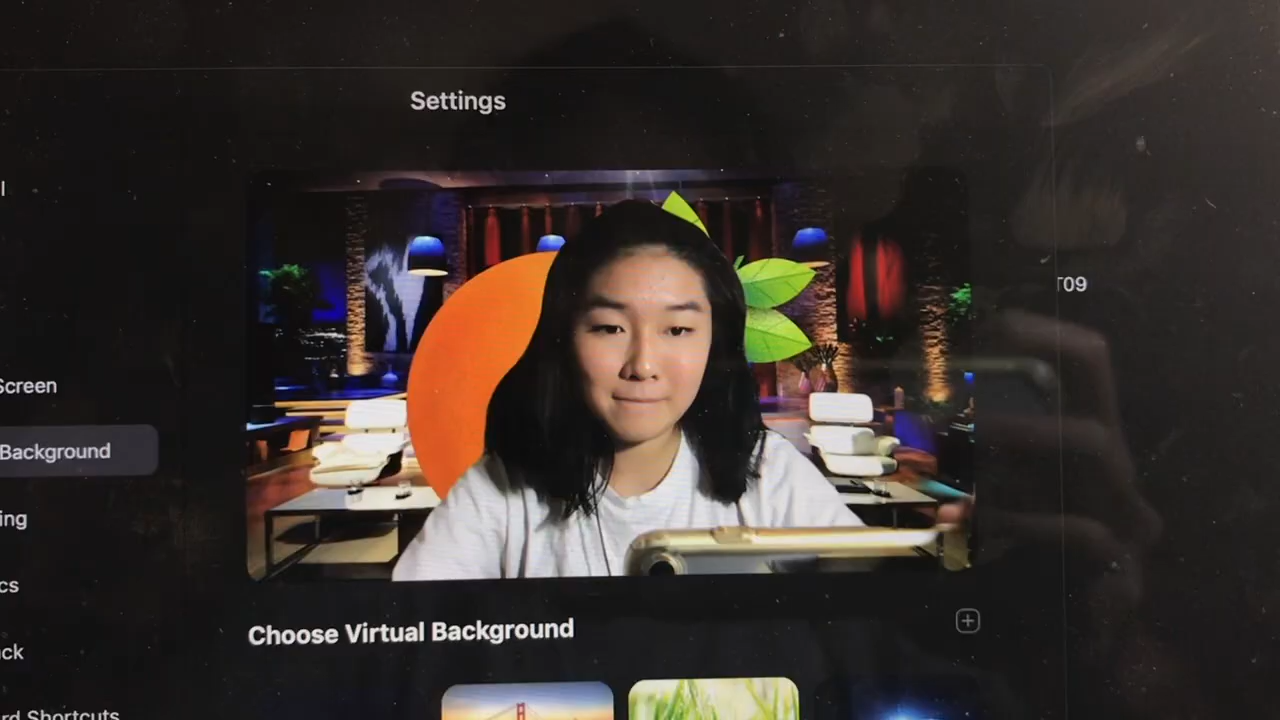 Settings
l
T09
Screen
Background
ing
cs
ck
rd Shortcuts
Choose Virtual Background